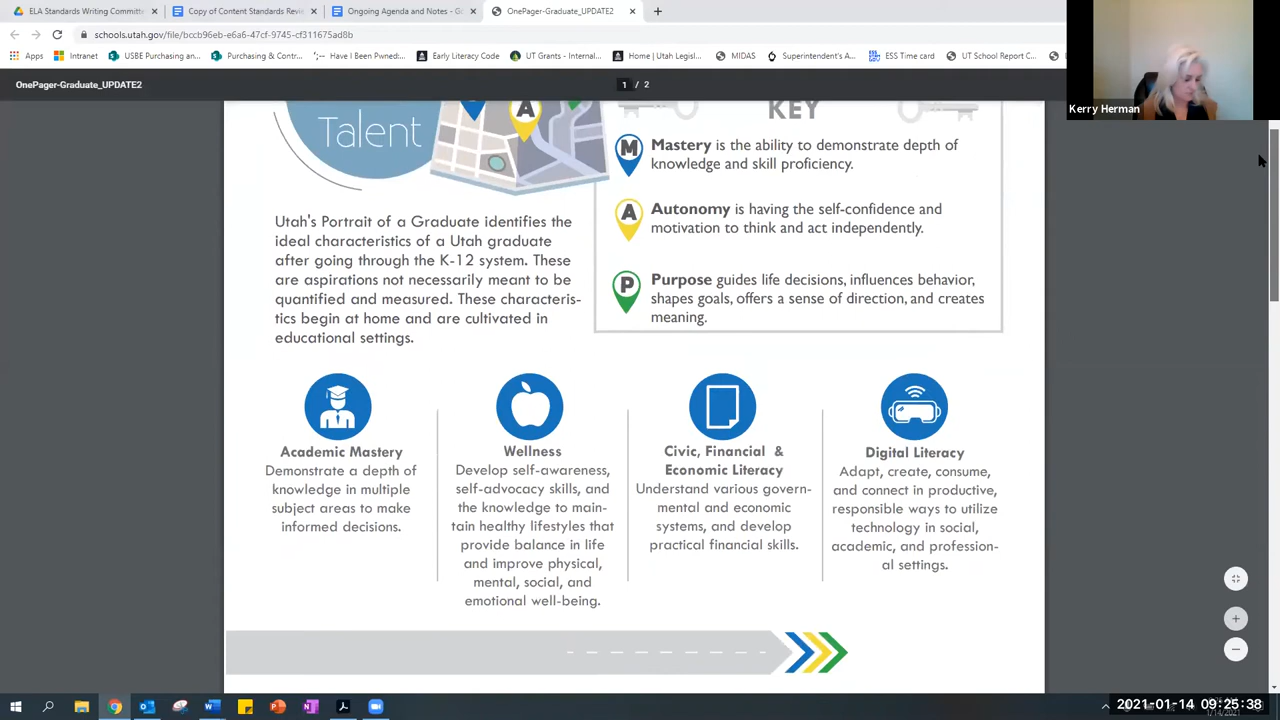 ELA Standards Writing Committee
Copy of Content Standards Revi
Ongoing Agenda and Notes - Go
OnePager-Graduate_UPDATE2
schools.utah.gov/file/bccb96eb-e6a6-47cf-9745-cf311675ad8b
Apps
Intranet
USBE Purchasing an...
Purchasing & Contr...
Have I Been Pwned:...
Early Literacy Code
UT Grants - Internal...
Home | Utah Legisl...
MIDAS
Superintendent's A...
ESS Time card
UT School Report C...
Kerry Herman
OnePager-Graduate_UPDATE2
1 / 2
Talent
A
KEY
M
Mastery is the ability to demonstrate depth of
knowledge and skill proficiency.
A
Autonomy is having the self-confidence and
motivation to think and act independently.
P
Purpose guides life decisions, influences behavior,
shapes goals, offers a sense of direction, and creates
meaning.
Utah's Portrait of a Graduate identifies the
ideal characteristics of a Utah graduate
after going through the K-12 system. These
are aspirations not necessarily meant to be
quantified and measured. These characteris-
tics begin at home and are cultivated in
educational settings.
Academic Mastery
Demonstrate a depth of
knowledge in multiple
subject areas to make
informed decisions.
Wellness
Develop self-awareness,
self-advocacy skills, and
the knowledge to main-
tain healthy lifestyles that
provide balance in life
and improve physical,
mental, social, and
emotional well-being.
Civic, Financial &
Economic Literacy
Understand various govern-
mental and economic
systems, and develop
practical financial skills.
Digital Literacy
Adapt, create, consume,
and connect in productive,
responsible ways to utilize
technology in social,
academic, and profession-
al settings.
2021-01-14 09:25:38